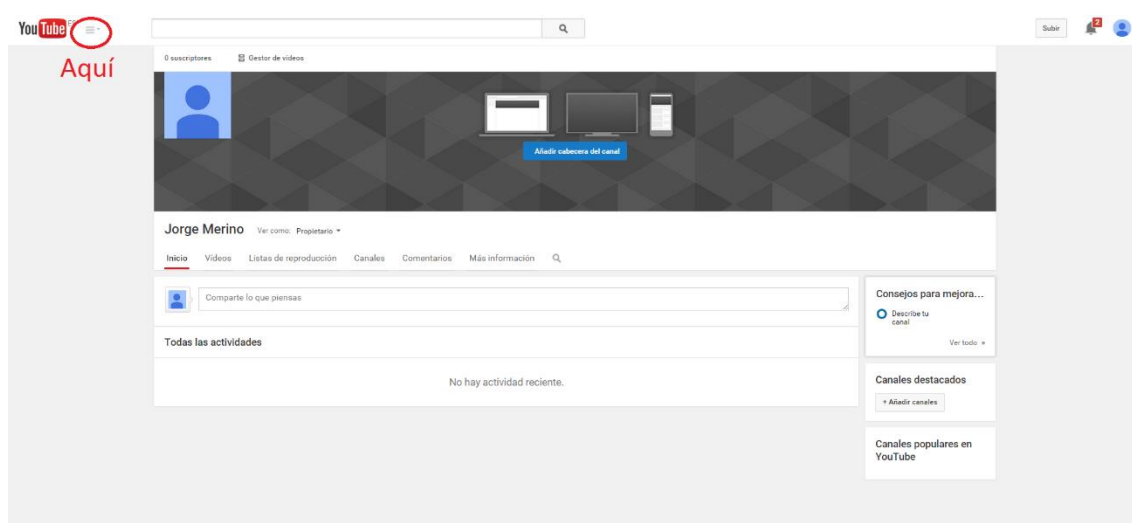 YouTube ES
Subir
2
Aquí
0 suscriptores Gestor de vídeos
Añadir cabecera del canal
Jorge Merino Ver como: Propietario
Inicio Vídeos Listas de reproducción Canales Comentarios Más información
Comparte lo que piensas
Todas las actividades
No hay actividad reciente.
Consejos para mejora...
Describe tu
canal
Ver todo »
Canales destacados
+ Añadir canales
Canales populares en
YouTube